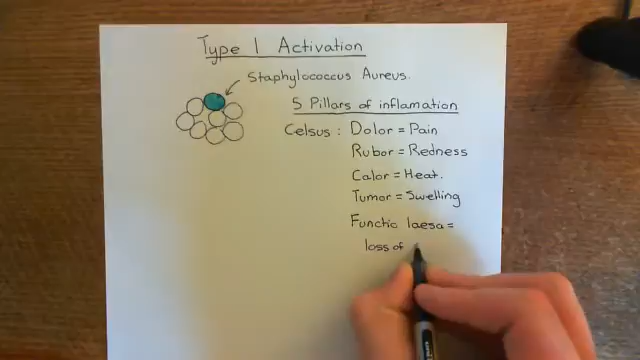 Type 1 Activation
Staphylococcus Aureus.
5 Pillars of inflamation
Celsus : Dolor = Pain
Rubor = Redness
Calor = Heat.
Tumor = Swelling
Functio laesa =
loss of